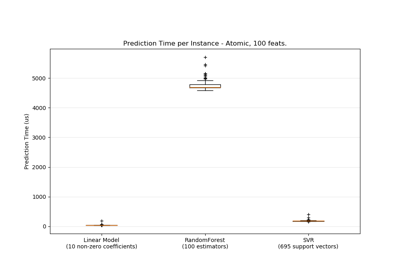 Prediction Time per Instance - Atomic, 100 feats.
Prediction Time (us)
5000
4000
3000
2000
1000
0
Linear Model
(10 non-zero coefficients)
RandomForest
(100 estimators)
SVR
(695 support vectors)